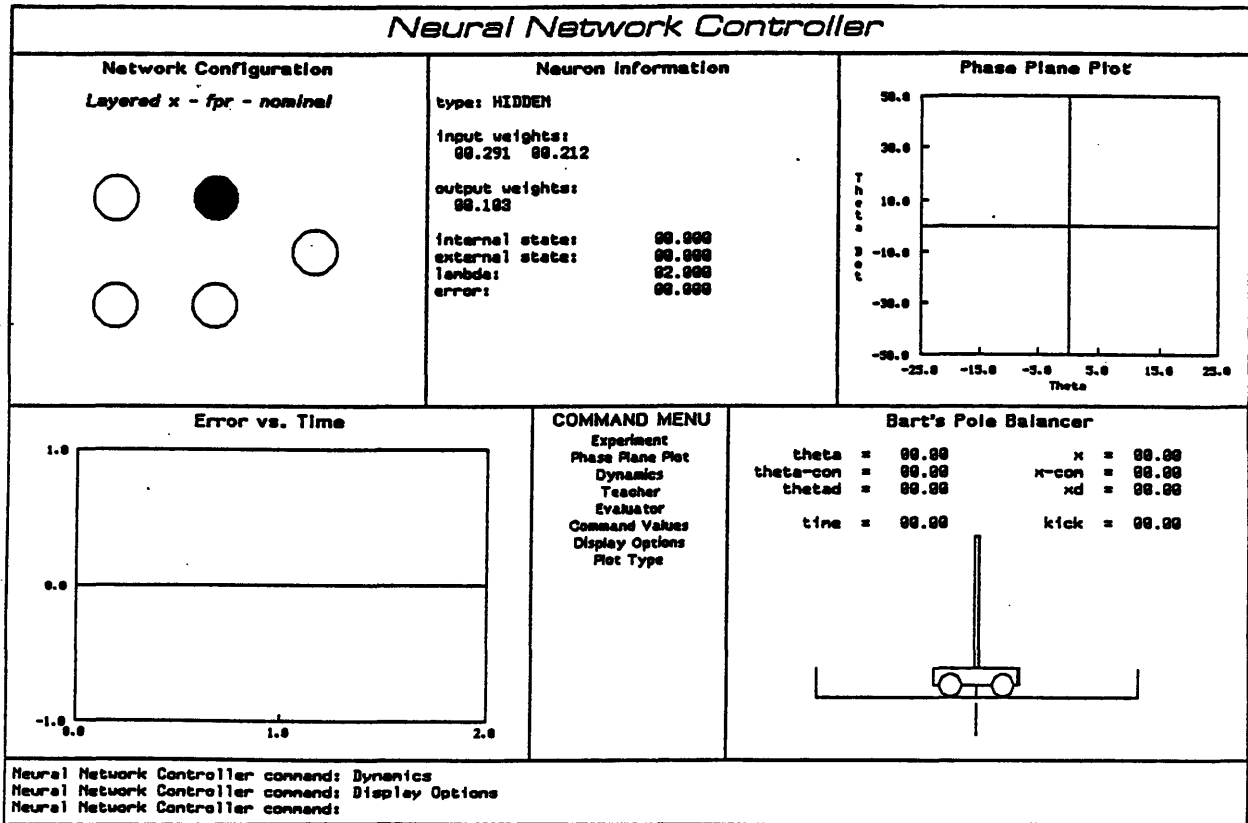 Neural Network Controller
Network Configuration
Layered x - fpr - nominal
Neuron Information
type: HIDDEN
input weights:
00.291 00.212
output weights:
00.103
internal state: 00.000
external state: 00.000
lambda: 02.000
error: 00.000
Phase Plane Plot
50.0
30.0
10.0
-10.0
-30.0
-50.0
Theta Dot
-25.0 -15.0 -5.0 5.0 15.0 25.0
Theta
Error vs. Time
1.0
0.0
-1.0
0.0 1.0 2.0
COMMAND MENU
Experiment
Phase Plane Plot
Dynamics
Teacher
Evaluator
Command Values
Display Options
Plot Type
Bart's Pole Balancer
theta = 00.00 x = 00.00
theta-con = 00.00 x-con = 00.00
thetad = 00.00 xd = 00.00
time = 00.00 kick = 00.00
Neural Network Controller command: Dynamics
Neural Network Controller command: Display Options
Neural Network Controller command: